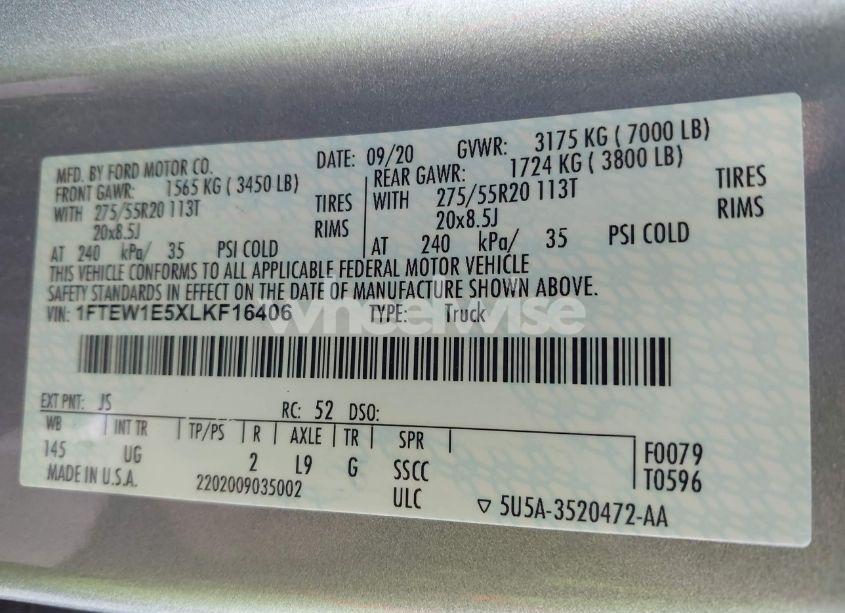 MFD. BY FORD MOTOR CO.
DATE: 09/20 GVWR: 3175 KG ( 7000 LB)
FRONT GAWR: 1565 KG ( 3450 LB)
REAR GAWR: 1724 KG ( 3800 LB)
WITH 275/55R20 113T TIRES
WITH 275/55R20 113T TIRES
20x8.5J RIMS
20x8.5J RIMS
AT 240 kPa/ 35 PSI COLD
AT 240 kPa/ 35 PSI COLD
THIS VEHICLE CONFORMS TO ALL APPLICABLE FEDERAL MOTOR VEHICLE
SAFETY STANDARDS IN EFFECT ON THE DATE OF MANUFACTURE SHOWN ABOVE.
VIN: 1FTEW1E5XLKF16406 TYPE: Truck
wheelwise
EXT PNT: JS RC: 52 DSO:
WB INT TR TP/PS R AXLE TR SPR
145 UG 2 L9 G SSCC F0079
MADE IN U.S.A. 2202009035002 ULC T0596
5U5A-3520472-AA